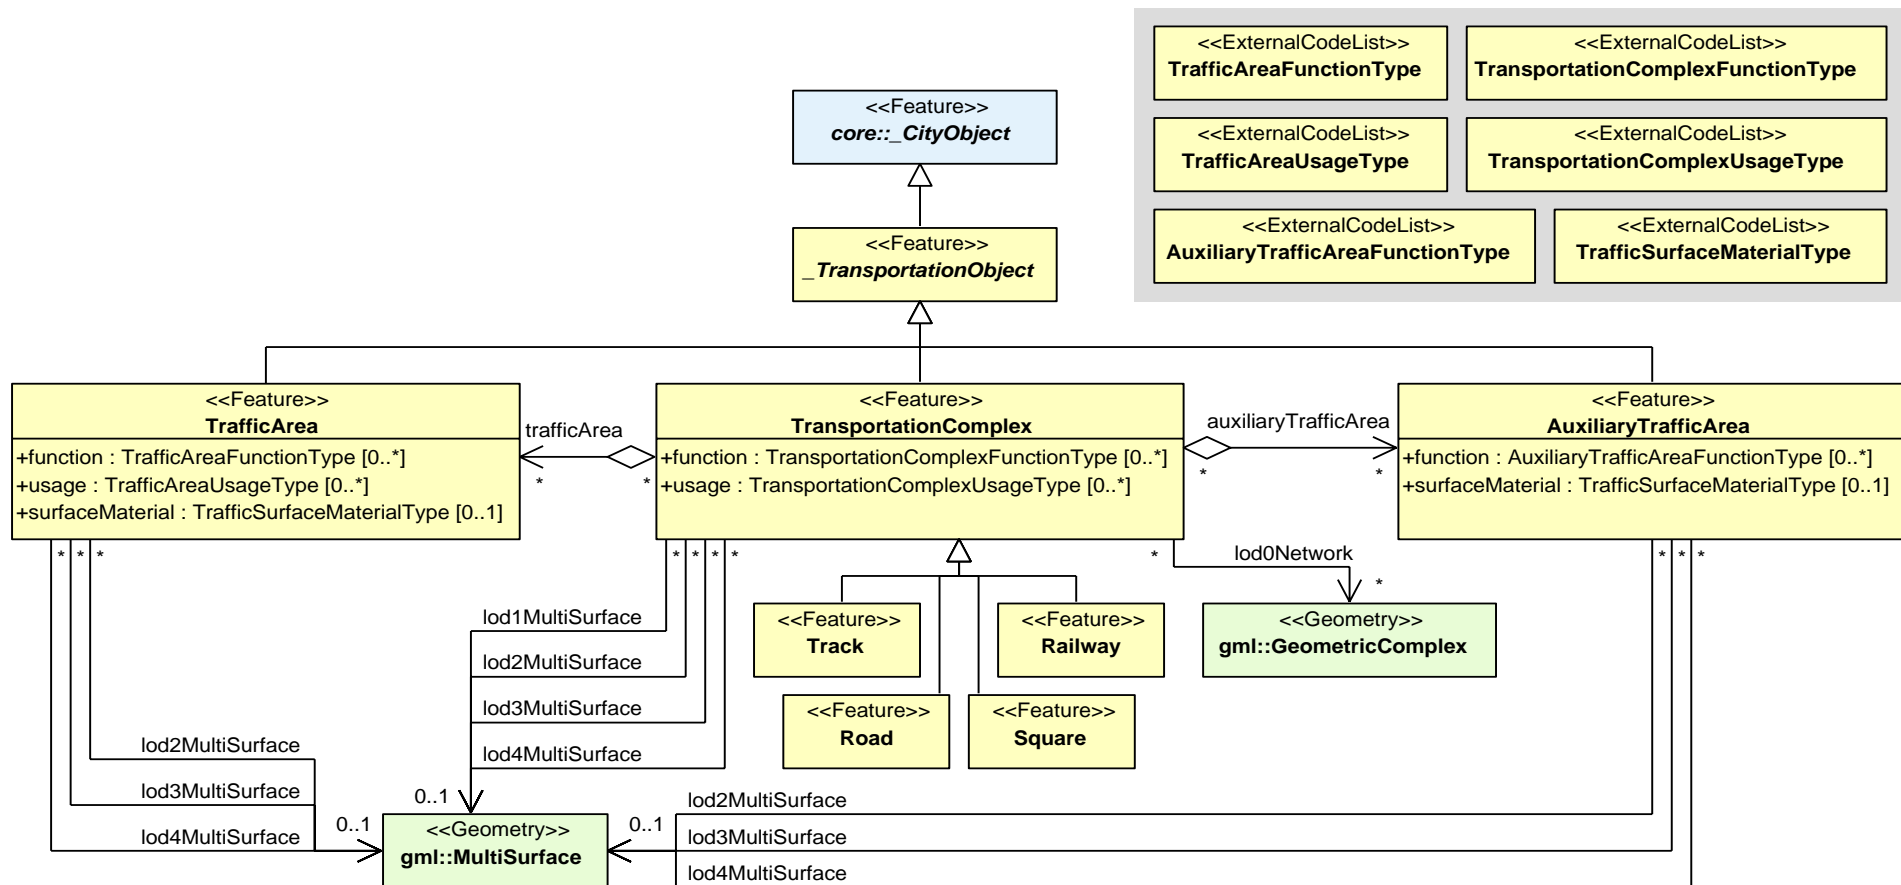 <<ExternalCodeList>>
TrafficAreaFunctionType
<<ExternalCodeList>>
TransportationComplexFunctionType
<<ExternalCodeList>>
TrafficAreaUsageType
<<ExternalCodeList>>
TransportationComplexUsageType
<<ExternalCodeList>>
AuxiliaryTrafficAreaFunctionType
<<ExternalCodeList>>
TrafficSurfaceMaterialType
<<Feature>>
core::_CityObject
<<Feature>>
_TransportationObject
<<Feature>>
TrafficArea
+function : TrafficAreaFunctionType [0..*]
+usage : TrafficAreaUsageType [0..*]
+surfaceMaterial : TrafficSurfaceMaterialType [0..1]
trafficArea
*
*
<<Feature>>
TransportationComplex
+function : TransportationComplexFunctionType [0..*]
+usage : TransportationComplexUsageType [0..*]
auxiliaryTrafficArea
*
*
<<Feature>>
AuxiliaryTrafficArea
+function : AuxiliaryTrafficAreaFunctionType [0..*]
+surfaceMaterial : TrafficSurfaceMaterialType [0..1]
* * *
* * * *
*
lod0Network
*
* * *
<<Feature>>
Track
<<Feature>>
Railway
<<Geometry>>
gml::GeometricComplex
<<Feature>>
Road
<<Feature>>
Square
lod1MultiSurface
lod2MultiSurface
lod3MultiSurface
lod4MultiSurface
lod2MultiSurface
lod3MultiSurface
lod4MultiSurface
0..1
0..1
0..1
<<Geometry>>
gml::MultiSurface
lod2MultiSurface
lod3MultiSurface
lod4MultiSurface